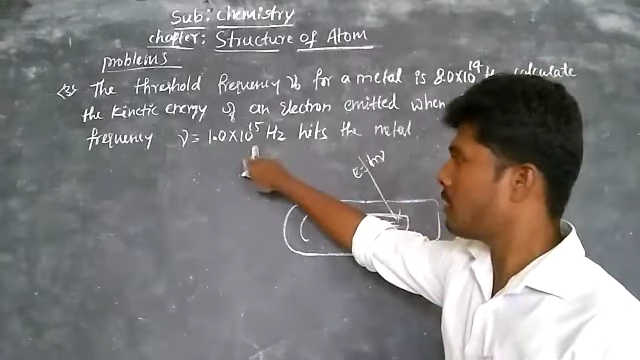 Sub: chemistry
chapter: Structure of Atom
problems
The threshold frequency ν₀ for a metal is 8.0×10¹⁴ H calculate
the Kinetic energy of an Electron emitted when
frequency ν = 1.0×10¹⁵ Hz hits the metal.
E=hν